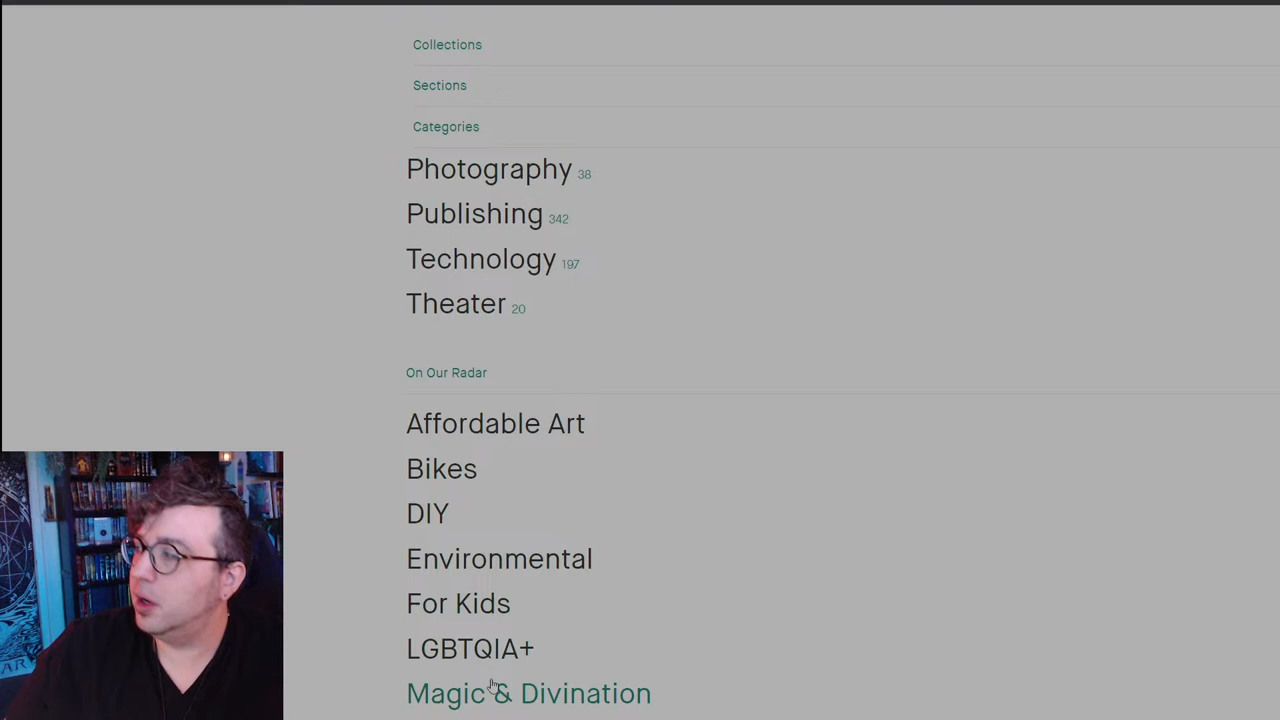 Collections
Sections
Categories
Photography 38
Publishing 342
Technology 197
Theater 20
On Our Radar
Affordable Art
Bikes
DIY
Environmental
For Kids
LGBTQIA+
Magic & Divination
AR